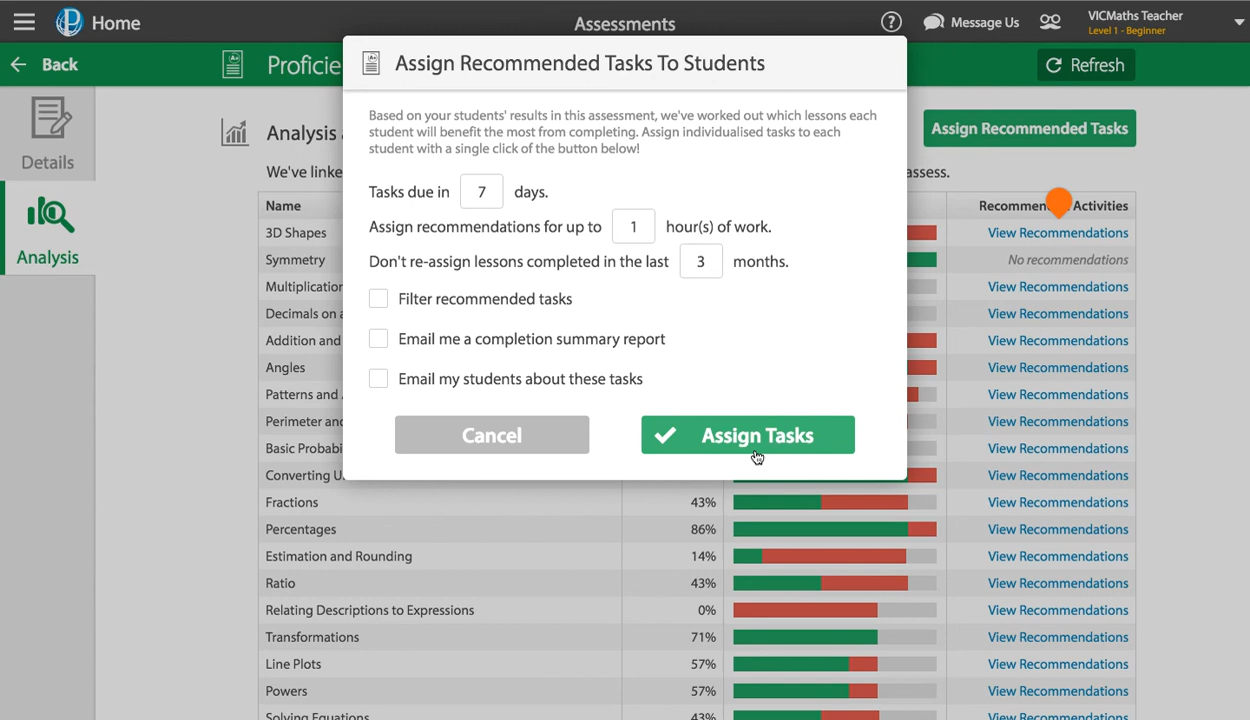 Home
Assessments
Message Us
VICMaths Teacher
Level 1 - Beginner
Back
Proficie
Refresh
Details
Analysis
Analysis
Assign Recommended Tasks
We've linke
assess.
Assign Recommended Tasks To Students
Based on your students' results in this assessment, we've worked out which lessons each
student will benefit the most from completing. Assign individualised tasks to each
student with a single click of the button below!
Tasks due in 7 days.
Assign recommendations for up to 1 hour(s) of work.
Don't re-assign lessons completed in the last 3 months.
Filter recommended tasks
Email me a completion summary report
Email my students about these tasks
Cancel
Assign Tasks
Name
Recommen Activities
3D Shapes View Recommendations
Symmetry No recommendations
Multiplication View Recommendations
Decimals on a View Recommendations
Addition and View Recommendations
Angles View Recommendations
Patterns and View Recommendations
Perimeter and View Recommendations
Basic Probabi View Recommendations
Converting U View Recommendations
Fractions 43% View Recommendations
Percentages 86% View Recommendations
Estimation and Rounding 14% View Recommendations
Ratio 43% View Recommendations
Relating Descriptions to Expressions 0% View Recommendations
Transformations 71% View Recommendations
Line Plots 57% View Recommendations
Powers 57% View Recommendations
Solving Equations 43% View Recommendations